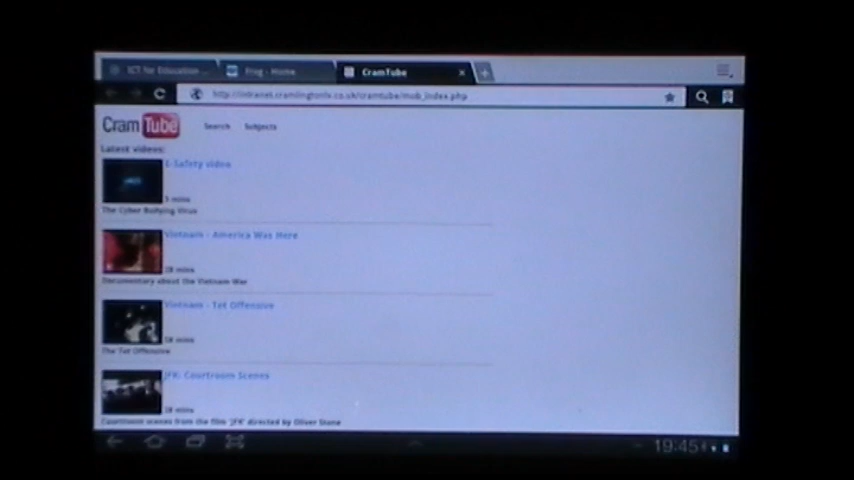 ICT for Education ...
Frog - Home
CramTube
http://intranet.cramlingtonlv.co.uk/cramtube/mob_index.php
CramTube
Search
Subjects
Latest videos:
E-Safety video
5 mins
The Cyber Bullying Virus
Vietnam - America Was Here
28 mins
Documentary about the Vietnam War
Vietnam - Tet Offensive
58 mins
The Tet Offensive
JFK: Courtroom Scenes
18 mins
Courtroom scenes from the film 'JFK' directed by Oliver Stone
19:45